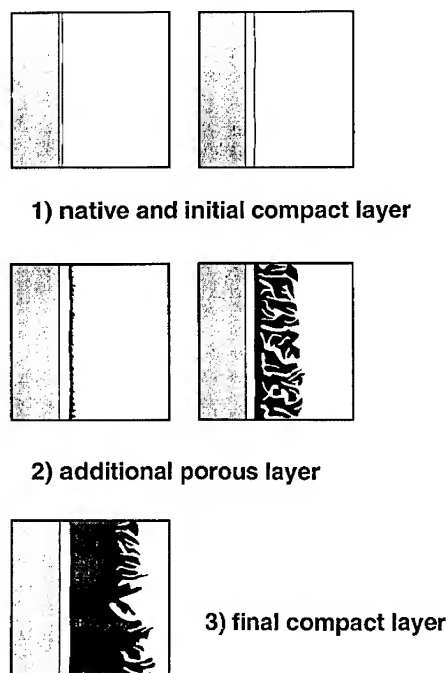 1) native and initial compact layer
2) additional porous layer
3) final compact layer